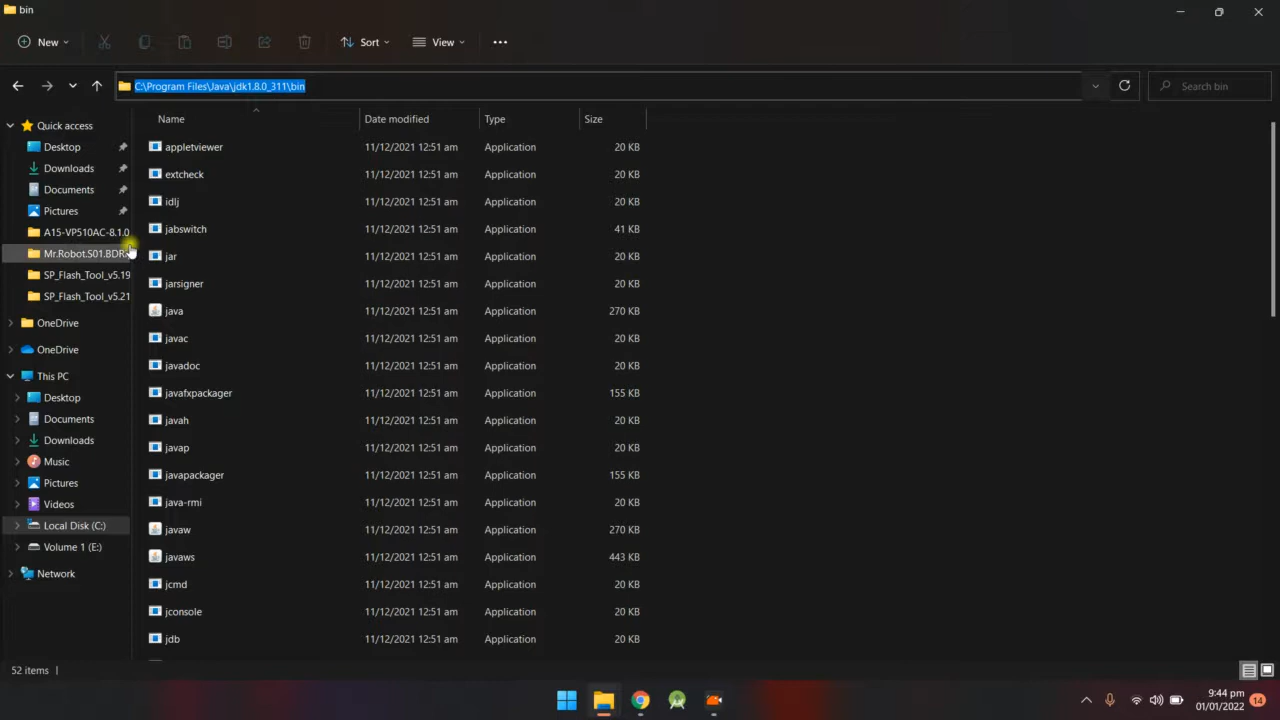 bin
New
Sort
View
C:\Program Files\Java\jdk1.8.0_311\bin
Search bin
Name Date modified Type Size
Quick access
Desktop
Downloads
Documents
Pictures
A15-VP510AC-8.1.0
Mr.Robot.S01.BDR
SP_Flash_Tool_v5.19
SP_Flash_Tool_v5.21
OneDrive
OneDrive
This PC
Desktop
Documents
Downloads
Music
Pictures
Videos
Local Disk (C:)
Volume 1 (E:)
Network
appletviewer 11/12/2021 12:51 am Application 20 KB
extcheck 11/12/2021 12:51 am Application 20 KB
idlj 11/12/2021 12:51 am Application 20 KB
jabswitch 11/12/2021 12:51 am Application 41 KB
jar 11/12/2021 12:51 am Application 20 KB
jarsigner 11/12/2021 12:51 am Application 20 KB
java 11/12/2021 12:51 am Application 270 KB
javac 11/12/2021 12:51 am Application 20 KB
javadoc 11/12/2021 12:51 am Application 20 KB
javafxpackager 11/12/2021 12:51 am Application 155 KB
javah 11/12/2021 12:51 am Application 20 KB
javap 11/12/2021 12:51 am Application 20 KB
javapackager 11/12/2021 12:51 am Application 155 KB
java-rmi 11/12/2021 12:51 am Application 20 KB
javaw 11/12/2021 12:51 am Application 270 KB
javaws 11/12/2021 12:51 am Application 443 KB
jcmd 11/12/2021 12:51 am Application 20 KB
jconsole 11/12/2021 12:51 am Application 20 KB
jdb 11/12/2021 12:51 am Application 20 KB
52 items
9:44 pm
01/01/2022
14